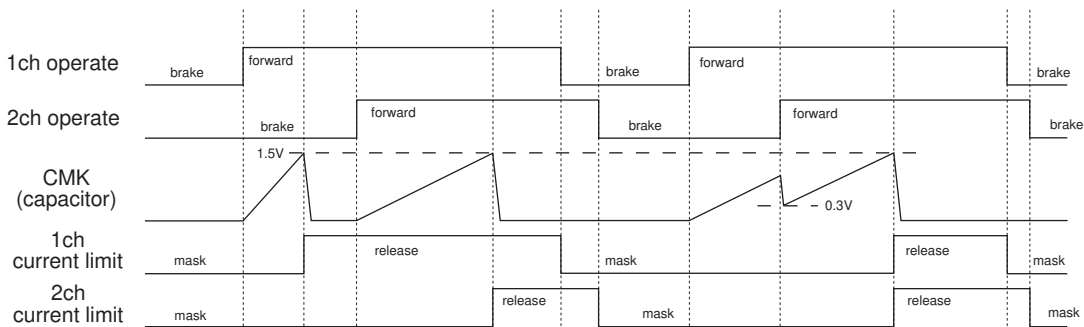 1ch operate
brake
forward
brake
forward
brake
2ch operate
brake
forward
brake
forward
brake
CMK
(capacitor)
1.5V
0.3V
1ch
current limit
mask
release
mask
release
mask
2ch
current limit
mask
release
mask
release
mask